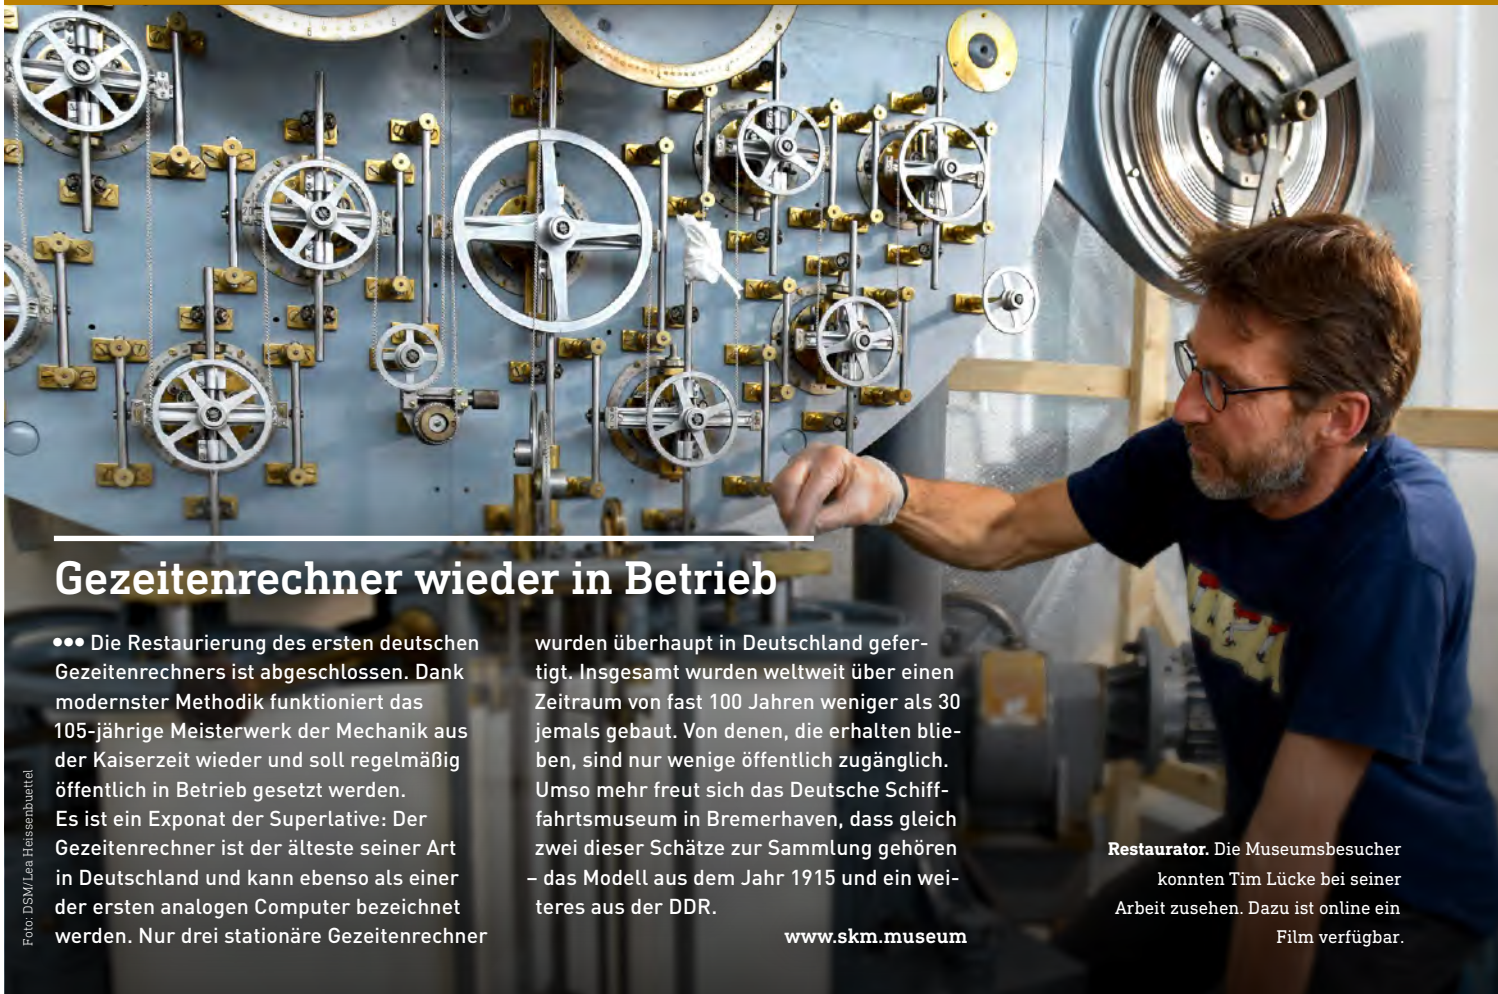 Gezeitenrechner wieder in Betrieb
••• Die Restaurierung des ersten deutschen
Gezeitenrechners ist abgeschlossen. Dank
modernster Methodik funktioniert das
105-jährige Meisterwerk der Mechanik aus
der Kaiserzeit wieder und soll regelmäßig
öffentlich in Betrieb gesetzt werden.
Es ist ein Exponat der Superlative: Der
Gezeitenrechner ist der älteste seiner Art
in Deutschland und kann ebenso als einer
der ersten analogen Computer bezeichnet
werden. Nur drei stationäre Gezeitenrechner
wurden überhaupt in Deutschland gefer-
tigt. Insgesamt wurden weltweit über einen
Zeitraum von fast 100 Jahren weniger als 30
jemals gebaut. Von denen, die erhalten blie-
ben, sind nur wenige öffentlich zugänglich.
Umso mehr freut sich das Deutsche Schiff-
fahrtsmuseum in Bremerhaven, dass gleich
zwei dieser Schätze zur Sammlung gehören
– das Modell aus dem Jahr 1915 und ein wei-
teres aus der DDR.
www.skm.museum
Restaurator. Die Museumsbesucher
konnten Tim Lücke bei seiner
Arbeit zusehen. Dazu ist online ein
Film verfügbar.
Foto: DSM/Lea Heissenbuettel